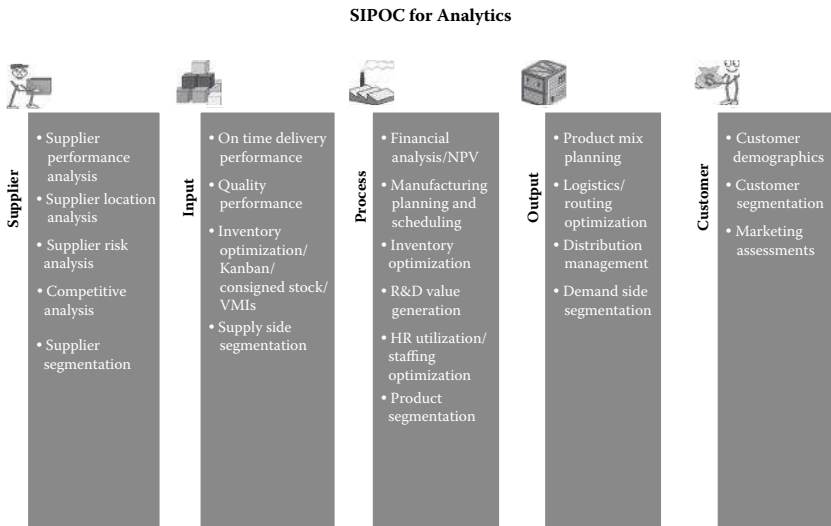 SIPOC for Analytics
Supplier
• Supplier
performance
analysis
• Supplier location
analysis
• Supplier risk
analysis
• Competitive
analysis
• Supplier
segmentation
Input
• On time delivery
performance
• Quality
performance
• Inventory
optimization/
Kanban/
consigned stock/
VMIs
• Supply side
segmentation
Process
• Financial
analysis/NPV
• Manufacturing
planning and
scheduling
• Inventory
optimization
• R&D value
generation
• HR utilization/
staffing
optimization
• Product
segmentation
Output
• Product mix
planning
• Logistics/
routing
optimization
• Distribution
management
• Demand side
segmentation
Customer
• Customer
demographics
• Customer
segmentation
• Marketing
assessments